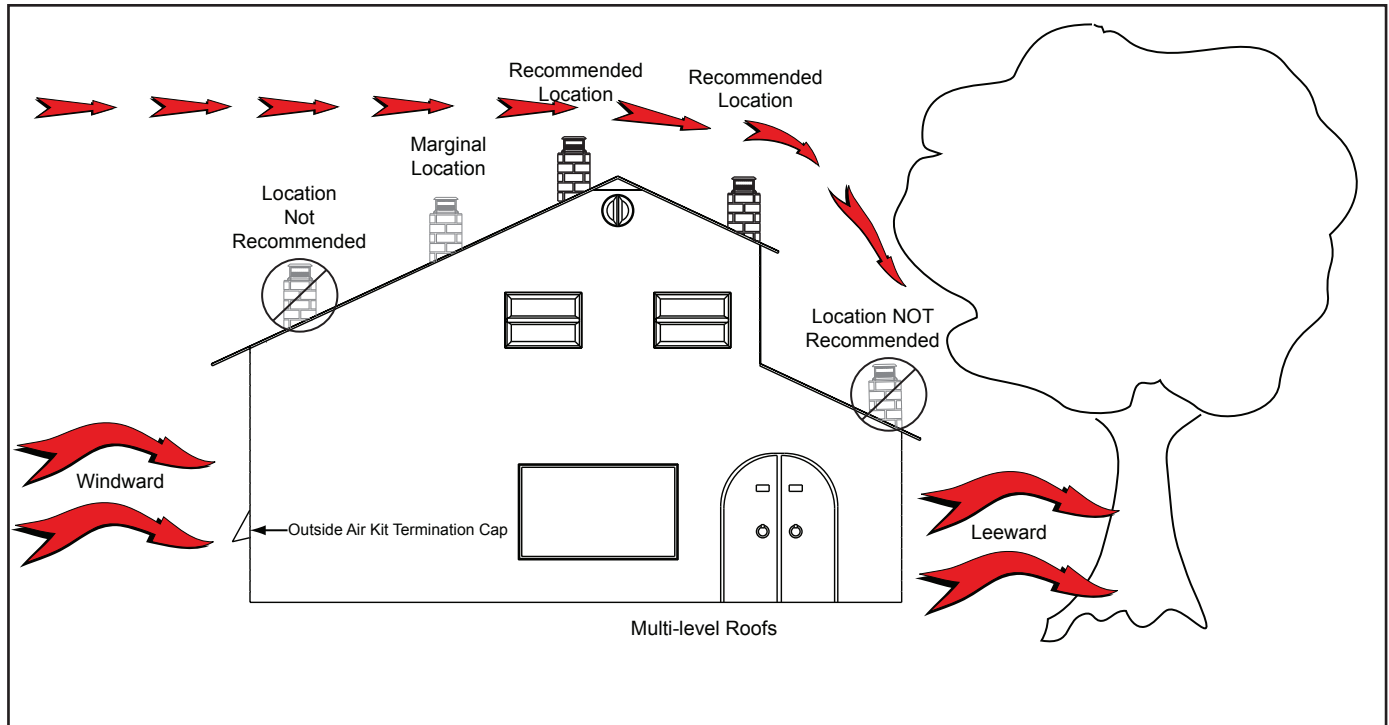 Recommended
Location
Recommended
Location
Marginal
Location
Location
Not
Recommended
Location NOT
Recommended
Windward
Outside Air Kit Termination Cap
Leeward
Multi-level Roofs